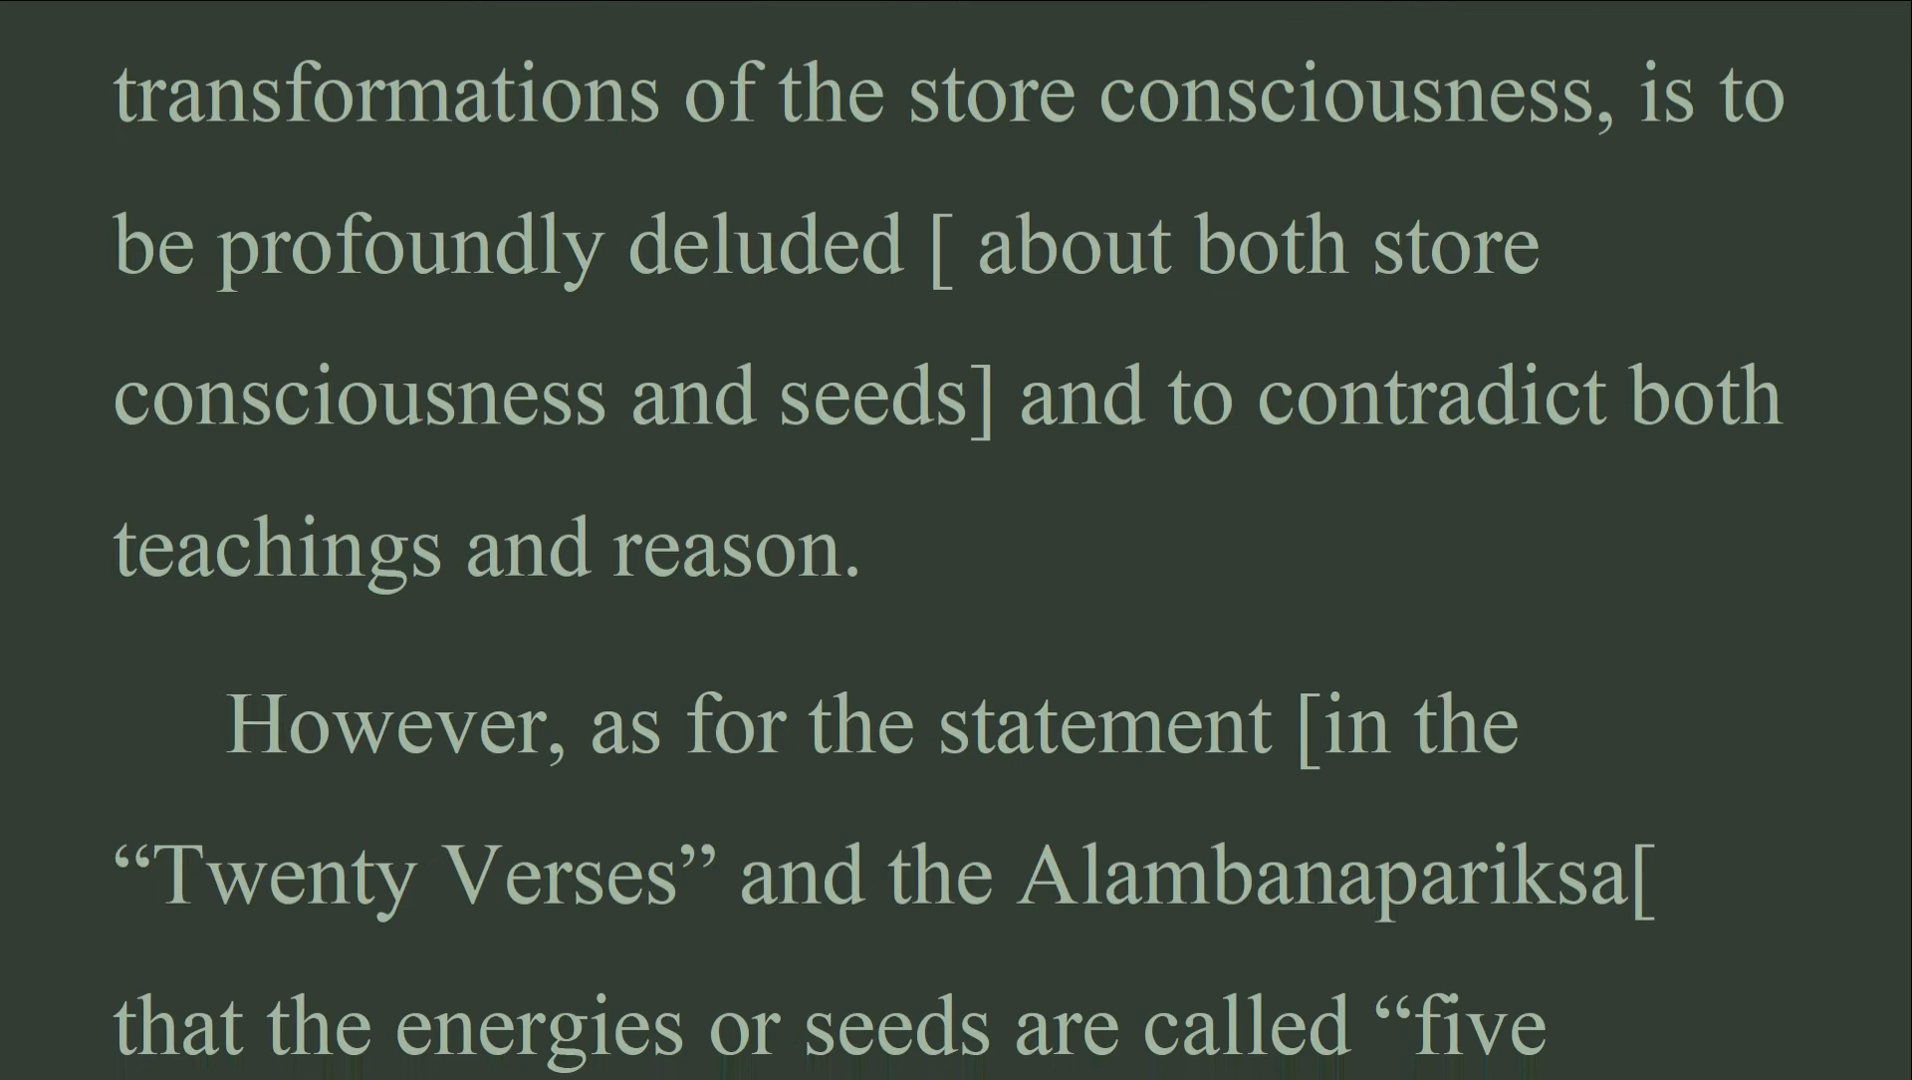 transformations of the store consciousness, is to
be profoundly deluded [ about both store
consciousness and seeds] and to contradict both
teachings and reason.
However, as for the statement [in the
“Twenty Verses” and the Alambanapariksa[
that the energies or seeds are called “five